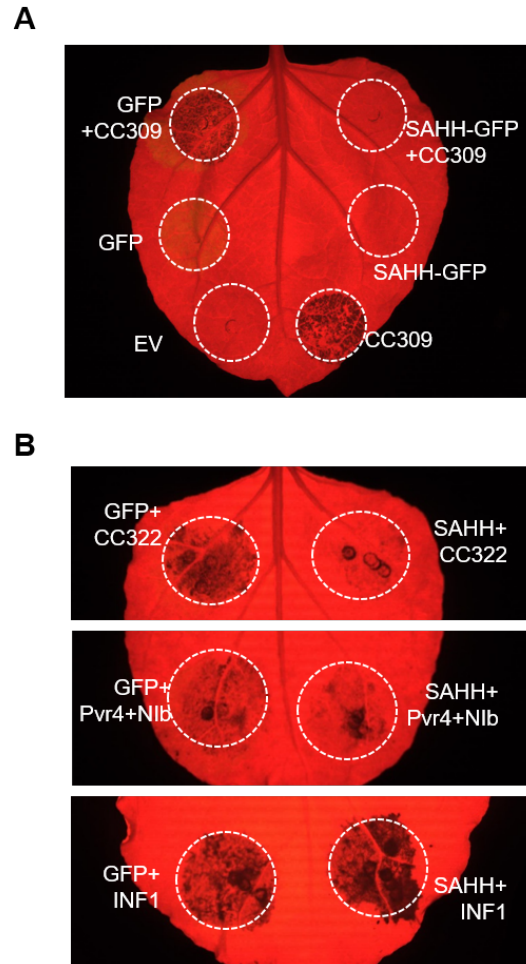 A
GFP
+CC309
SAHH-GFP
+CC309
GFP
SAHH-GFP
EV
CC309
B
GFP+
CC322
SAHH+
CC322
GFP+
Pvr4+NIb
SAHH+
Pvr4+NIb
GFP+
INF1
SAHH+
INF1